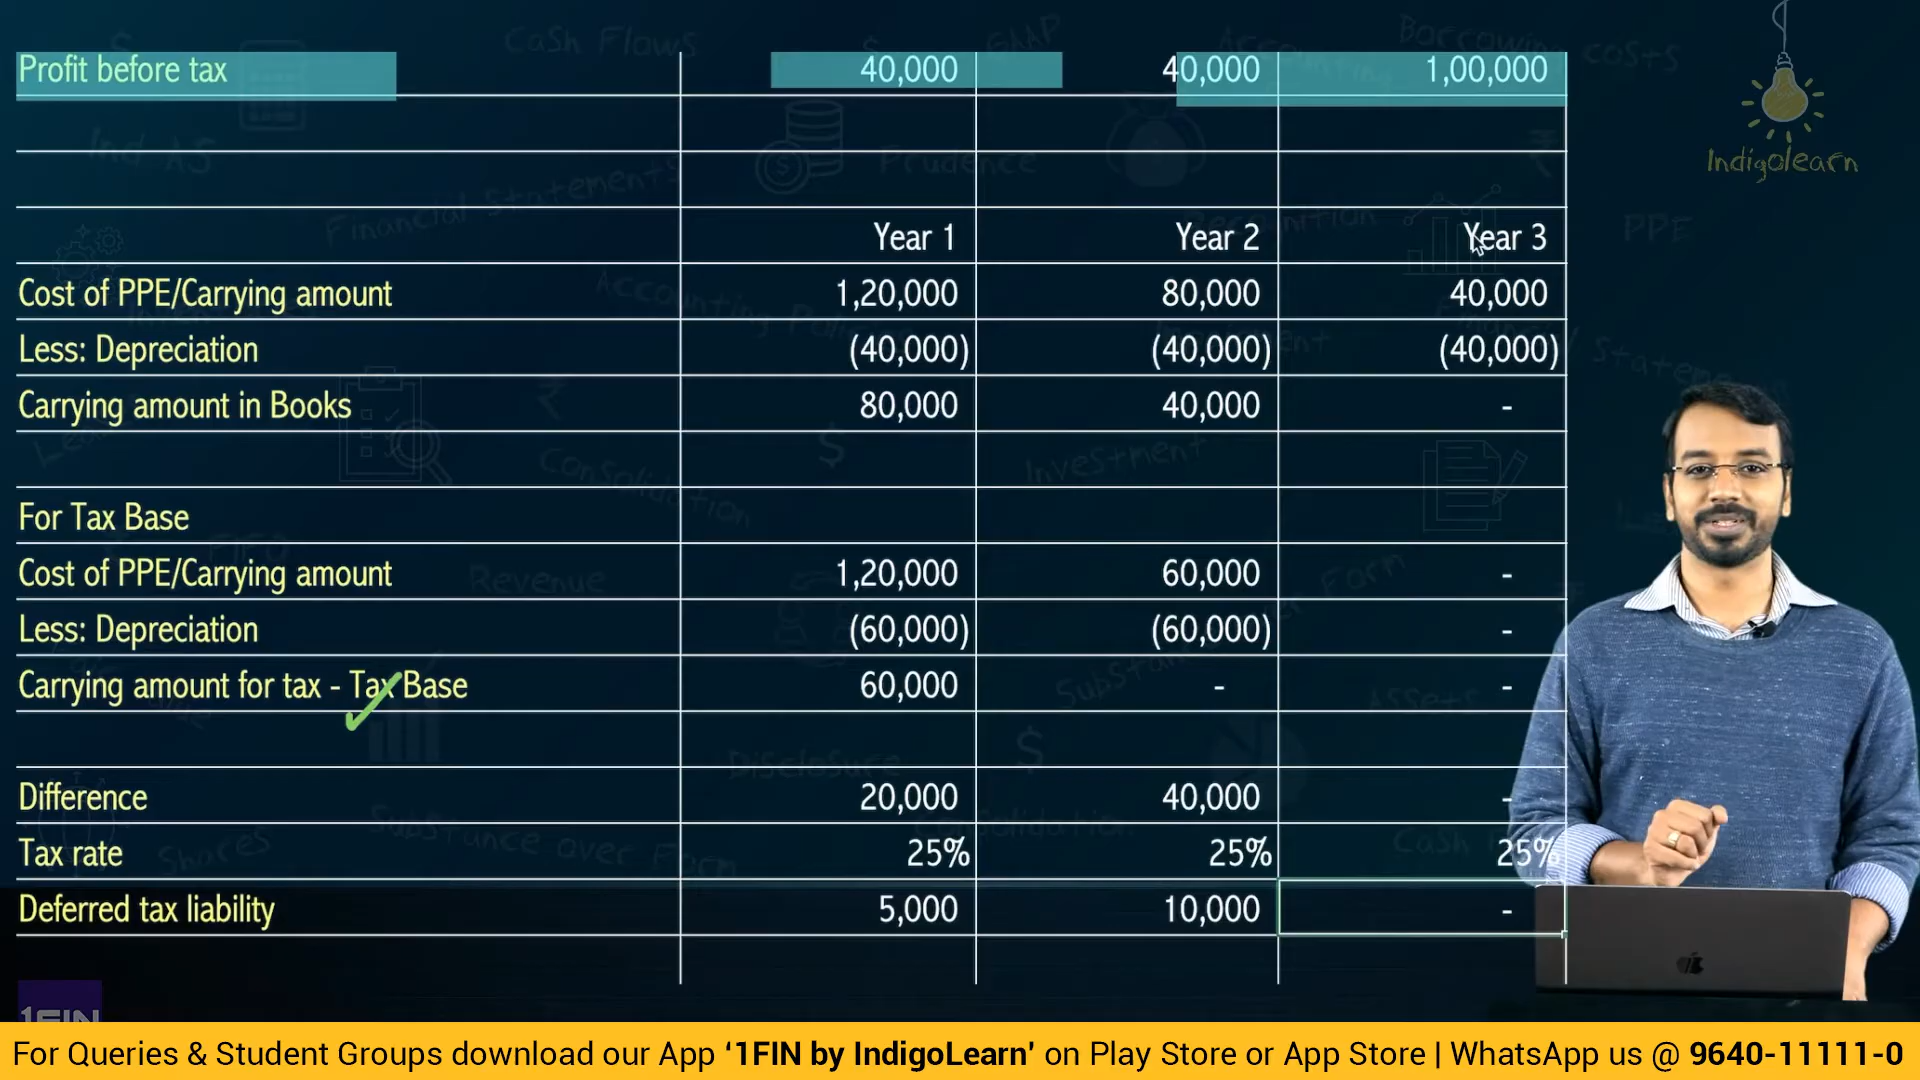 Profit before tax 40,000 40,000 1,00,000
Indigolearn
Year 1 Year 2 Year 3
Cost of PPE/Carrying amount 1,20,000 80,000 40,000
Less: Depreciation (40,000) (40,000) (40,000)
Carrying amount in Books 80,000 40,000 -
For Tax Base
Cost of PPE/Carrying amount 1,20,000 60,000 -
Less: Depreciation (60,000) (60,000) -
Carrying amount for tax - Tax Base 60,000 - -
Difference 20,000 40,000 -
Tax rate 25% 25% 25%
Deferred tax liability 5,000 10,000 -
1FIN
For Queries & Student Groups download our App ‘1FIN by IndigoLearn’ on Play Store or App Store | WhatsApp us @ 9640-11111-0